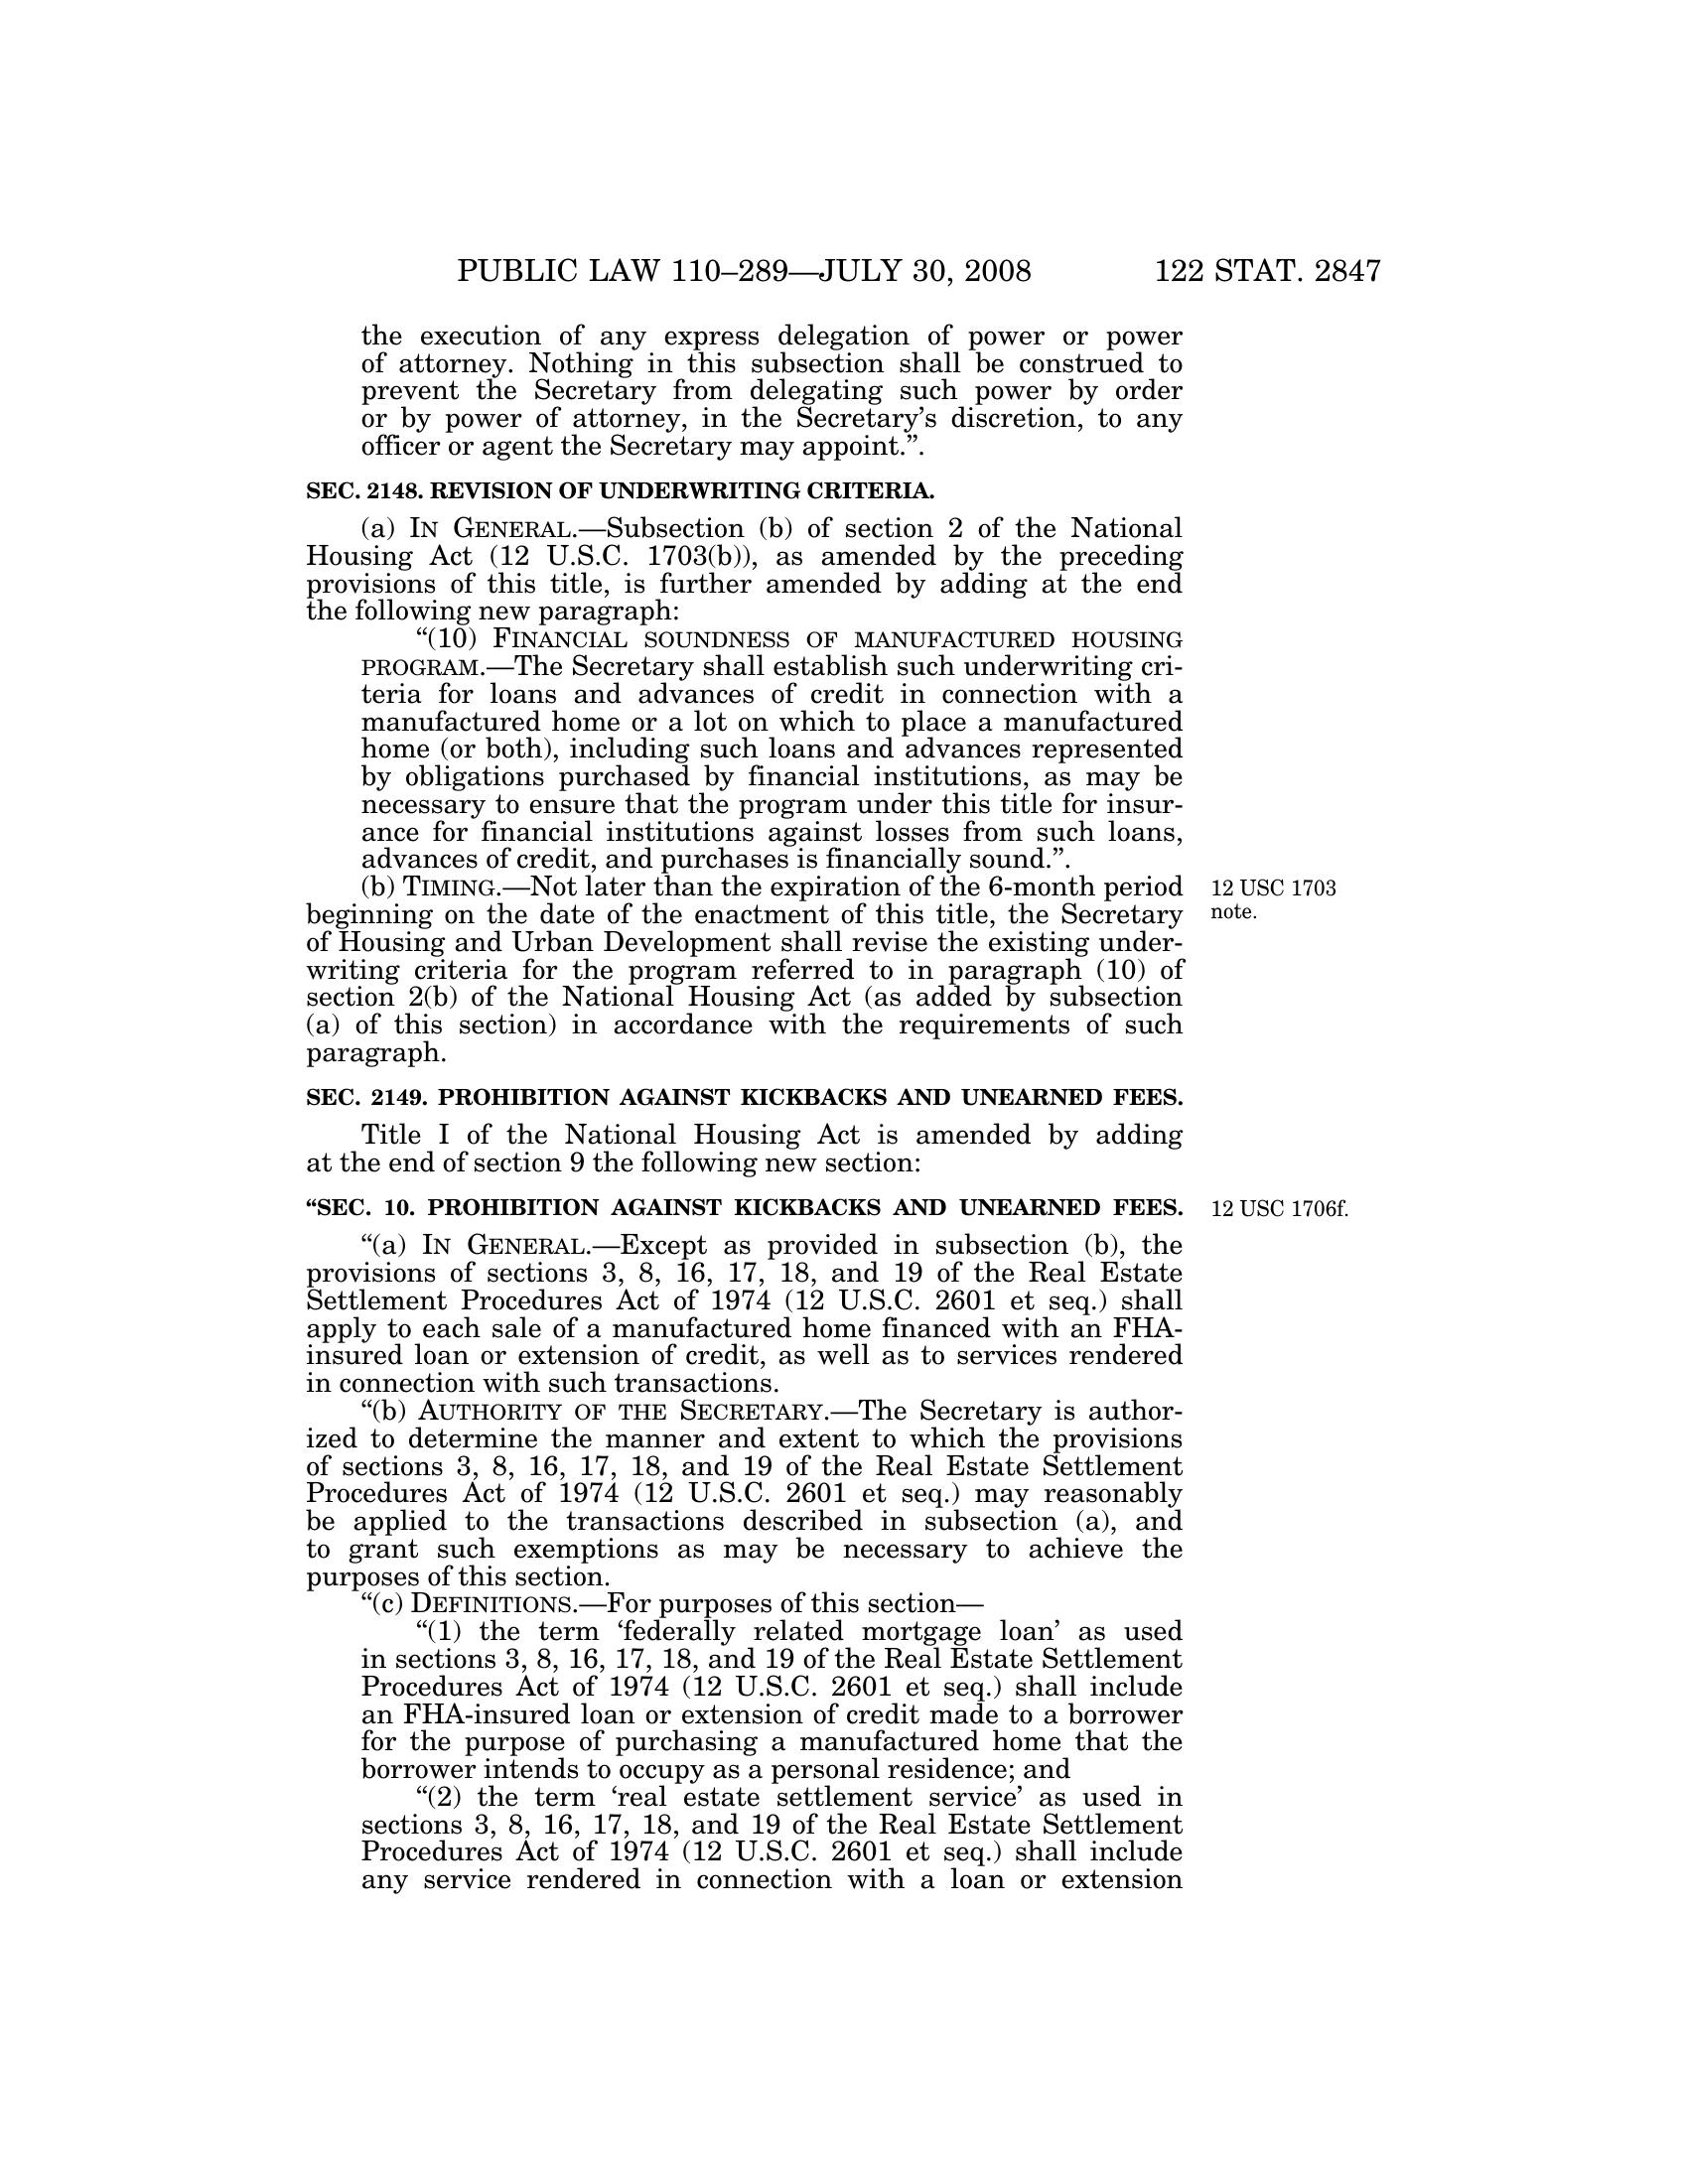 PUBLIC LAW 110–289—JULY 30, 2008 122 STAT. 2847
the execution of any express delegation of power or power
of attorney. Nothing in this subsection shall be construed to
prevent the Secretary from delegating such power by order
or by power of attorney, in the Secretary’s discretion, to any
officer or agent the Secretary may appoint.”.
SEC. 2148. REVISION OF UNDERWRITING CRITERIA.
(a) IN GENERAL.—Subsection (b) of section 2 of the National
Housing Act (12 U.S.C. 1703(b)), as amended by the preceding
provisions of this title, is further amended by adding at the end
the following new paragraph:
“(10) FINANCIAL SOUNDNESS OF MANUFACTURED HOUSING
PROGRAM.—The Secretary shall establish such underwriting cri-
teria for loans and advances of credit in connection with a
manufactured home or a lot on which to place a manufactured
home (or both), including such loans and advances represented
by obligations purchased by financial institutions, as may be
necessary to ensure that the program under this title for insur-
ance for financial institutions against losses from such loans,
advances of credit, and purchases is financially sound.”.
(b) TIMING.—Not later than the expiration of the 6-month period
beginning on the date of the enactment of this title, the Secretary
of Housing and Urban Development shall revise the existing under-
writing criteria for the program referred to in paragraph (10) of
section 2(b) of the National Housing Act (as added by subsection
(a) of this section) in accordance with the requirements of such
paragraph.
12 USC 1703
note.
SEC. 2149. PROHIBITION AGAINST KICKBACKS AND UNEARNED FEES.
Title I of the National Housing Act is amended by adding
at the end of section 9 the following new section:
“SEC. 10. PROHIBITION AGAINST KICKBACKS AND UNEARNED FEES.
12 USC 1706f.
“(a) IN GENERAL.—Except as provided in subsection (b), the
provisions of sections 3, 8, 16, 17, 18, and 19 of the Real Estate
Settlement Procedures Act of 1974 (12 U.S.C. 2601 et seq.) shall
apply to each sale of a manufactured home financed with an FHA-
insured loan or extension of credit, as well as to services rendered
in connection with such transactions.
“(b) AUTHORITY OF THE SECRETARY.—The Secretary is author-
ized to determine the manner and extent to which the provisions
of sections 3, 8, 16, 17, 18, and 19 of the Real Estate Settlement
Procedures Act of 1974 (12 U.S.C. 2601 et seq.) may reasonably
be applied to the transactions described in subsection (a), and
to grant such exemptions as may be necessary to achieve the
purposes of this section.
“(c) DEFINITIONS.—For purposes of this section—
“(1) the term ‘federally related mortgage loan’ as used
in sections 3, 8, 16, 17, 18, and 19 of the Real Estate Settlement
Procedures Act of 1974 (12 U.S.C. 2601 et seq.) shall include
an FHA-insured loan or extension of credit made to a borrower
for the purpose of purchasing a manufactured home that the
borrower intends to occupy as a personal residence; and
“(2) the term ‘real estate settlement service’ as used in
sections 3, 8, 16, 17, 18, and 19 of the Real Estate Settlement
Procedures Act of 1974 (12 U.S.C. 2601 et seq.) shall include
any service rendered in connection with a loan or extension